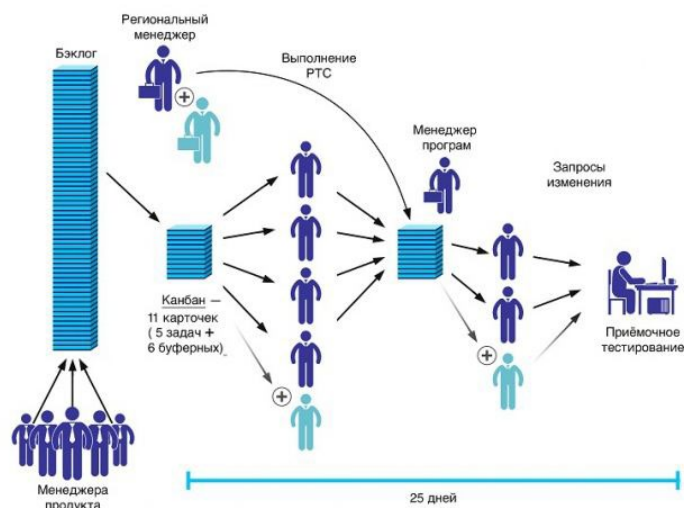 Региональный
менеджер
Бэклог
Выполнение
РТС
Менеджер
програм
Запросы
изменения
Канбан —
11 карточек
( 5 задач +
6 буферных)
Приёмочное
тестирование
Менеджера
продукта
25 дней